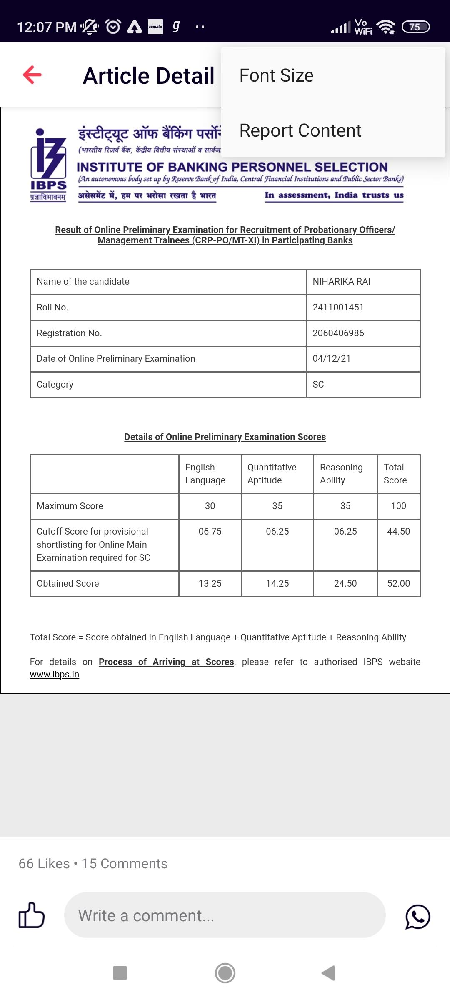 12:07 PM
zomato
g
Vo
WiFi
75
Article Detail
Font Size
Report Content
इंस्टीट्यूट ऑफ बैंकिंग
(भारतीय रिज़र्व बैंक, केंद्रीय वित्तीय संस्थाओं व
IBPS
प्रज्ञाविभावनम्
INSTITUTE OF BANKING PERSONNEL SELECTION
(An autonomous body set up by Reserve Bank of India, Central Financial Institutions and Public Sector Banks)
असेसमेंट में, हम पर भरोसा रखता है भारत In assessment, India trusts us
Result of Online Preliminary Examination for Recruitment of Probationary Officers/
Management Trainees (CRP-PO/MT-XI) in Participating Banks
Name of the candidate NIHARIKA RAI
Roll No. 2411001451
Registration No. 2060406986
Date of Online Preliminary Examination 04/12/21
Category SC
Details of Online Preliminary Examination Scores
English Quantitative Reasoning Total
Language Aptitude Ability Score
Maximum Score 30 35 35 100
Cutoff Score for provisional 06.75 06.25 06.25 44.50
shortlisting for Online Main
Examination required for SC
Obtained Score 13.25 14.25 24.50 52.00
Total Score = Score obtained in English Language + Quantitative Aptitude + Reasoning Ability
For details on Process of Arriving at Scores, please refer to authorised IBPS website
www.ibps.in
66 Likes • 15 Comments
Write a comment...